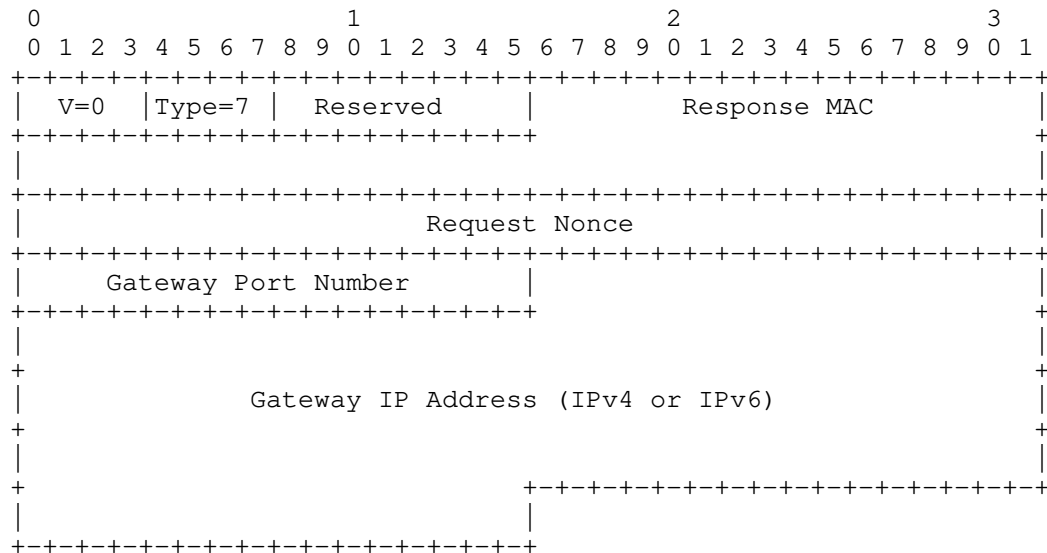 0                   1                   2                   3
0 1 2 3 4 5 6 7 8 9 0 1 2 3 4 5 6 7 8 9 0 1 2 3 4 5 6 7 8 9 0 1
+-+-+-+-+-+-+-+-+-+-+-+-+-+-+-+-+-+-+-+-+-+-+-+-+-+-+-+-+-+-+-+-+
|  V=0  |Type=7 |  Reserved     |         Response MAC          |
+-+-+-+-+-+-+-+-+-+-+-+-+-+-+-+-+                               +
|                                                               |
+-+-+-+-+-+-+-+-+-+-+-+-+-+-+-+-+-+-+-+-+-+-+-+-+-+-+-+-+-+-+-+-+
|                         Request Nonce                         |
+-+-+-+-+-+-+-+-+-+-+-+-+-+-+-+-+-+-+-+-+-+-+-+-+-+-+-+-+-+-+-+-+
|     Gateway Port Number       |                               |
+-+-+-+-+-+-+-+-+-+-+-+-+-+-+-+-+                               +
|                                                               |
+                                                               +
|              Gateway IP Address (IPv4 or IPv6)                |
+                                                               +
|                                                               |
+                               +-+-+-+-+-+-+-+-+-+-+-+-+-+-+-+-+
|                               |
+-+-+-+-+-+-+-+-+-+-+-+-+-+-+-+-+